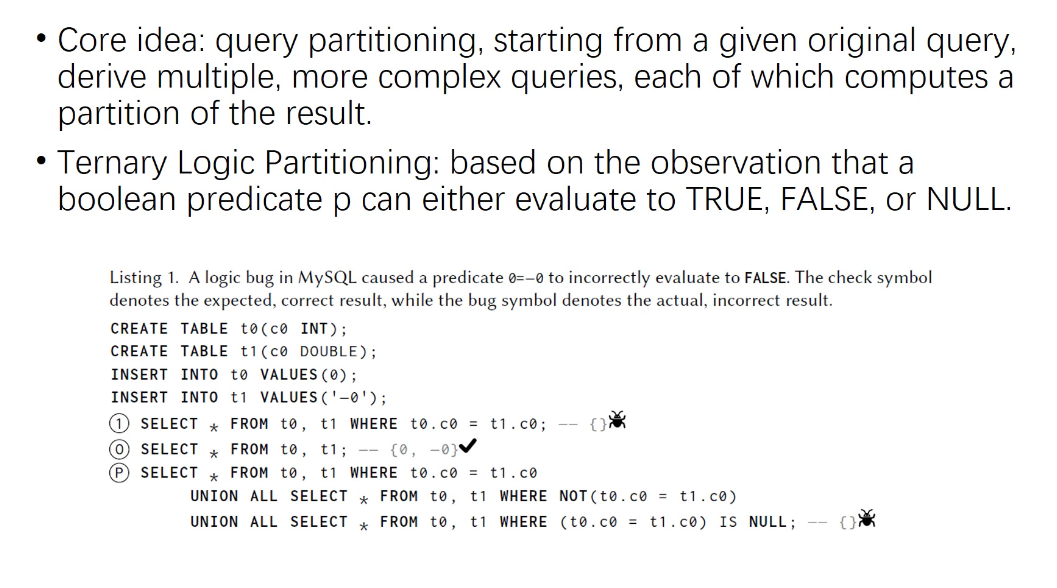 • Core idea: query partitioning, starting from a given original query,
derive multiple, more complex queries, each of which computes a
partition of the result.
• Ternary Logic Partitioning: based on the observation that a
boolean predicate p can either evaluate to TRUE, FALSE, or NULL.
Listing 1. A logic bug in MySQL caused a predicate 0=−0 to incorrectly evaluate to FALSE. The check symbol
denotes the expected, correct result, while the bug symbol denotes the actual, incorrect result.
CREATE TABLE t0(c0 INT);
CREATE TABLE t1(c0 DOUBLE);
INSERT INTO t0 VALUES(0);
INSERT INTO t1 VALUES('−0');
① SELECT * FROM t0, t1 WHERE t0.c0 = t1.c0; −− {}
Ⓞ SELECT * FROM t0, t1; −− {0, −0}✔
Ⓟ SELECT * FROM t0, t1 WHERE t0.c0 = t1.c0
UNION ALL SELECT * FROM t0, t1 WHERE NOT(t0.c0 = t1.c0)
UNION ALL SELECT * FROM t0, t1 WHERE (t0.c0 = t1.c0) IS NULL; −− {}